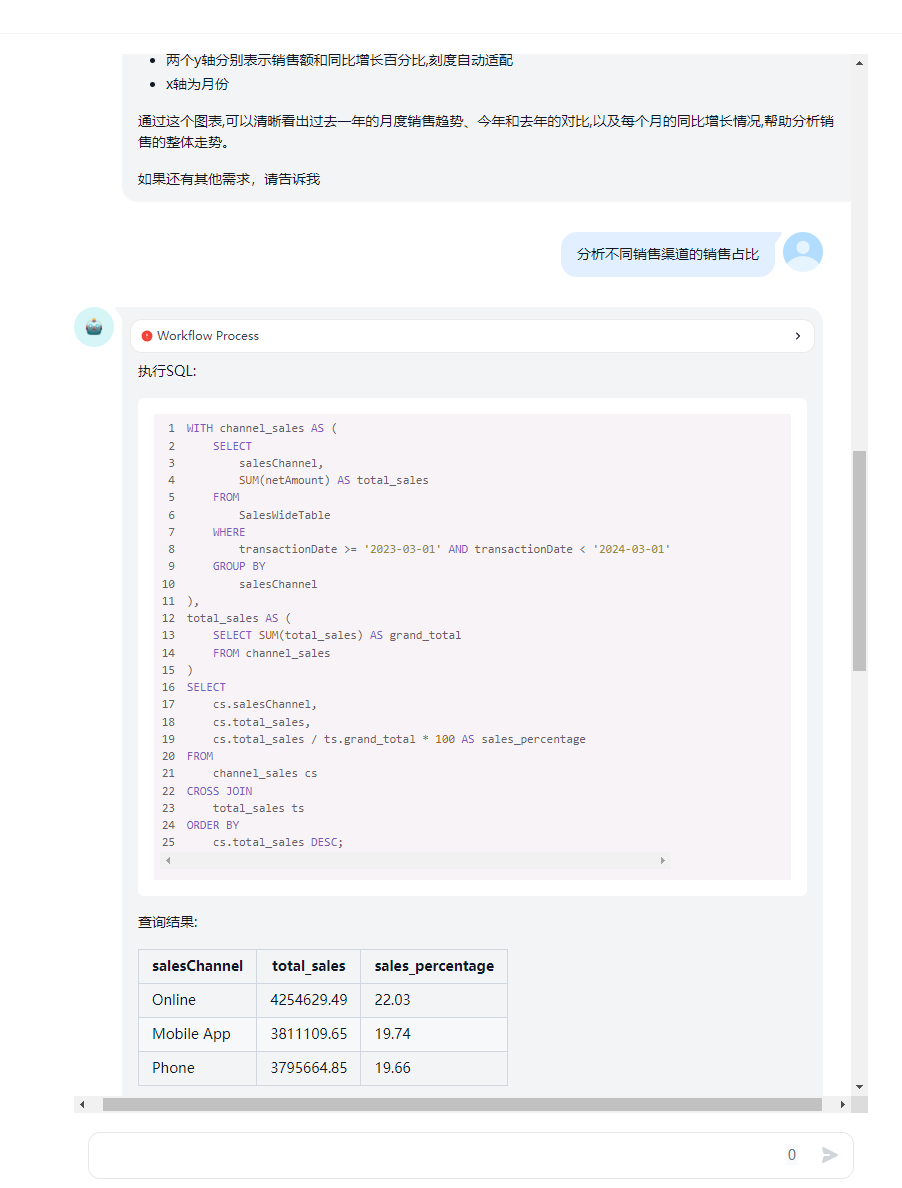 两个y轴分别表示销售额和同比增长百分比,刻度自动适配
x轴为月份
通过这个图表,可以清晰看出过去一年的月度销售趋势、今年和去年的对比,以及每个月的同比增长情况,帮助分析销
售的整体走势。
如果还有其他需求，请告诉我
分析不同销售渠道的销售占比
Workflow Process
执行SQL:
1 WITH channel_sales AS (
2 SELECT
3 salesChannel,
4 SUM(netAmount) AS total_sales
5 FROM
6 SalesWideTable
7 WHERE
8 transactionDate >= '2023-03-01' AND transactionDate < '2024-03-01'
9 GROUP BY
10 salesChannel
11 ),
12 total_sales AS (
13 SELECT SUM(total_sales) AS grand_total
14 FROM channel_sales
15 )
16 SELECT
17 cs.salesChannel,
18 cs.total_sales,
19 cs.total_sales / ts.grand_total * 100 AS sales_percentage
20 FROM
21 channel_sales cs
22 CROSS JOIN
23 total_sales ts
24 ORDER BY
25 cs.total_sales DESC;
查询结果:
salesChannel total_sales sales_percentage
Online 4254629.49 22.03
Mobile App 3811109.65 19.74
Phone 3795664.85 19.66
0